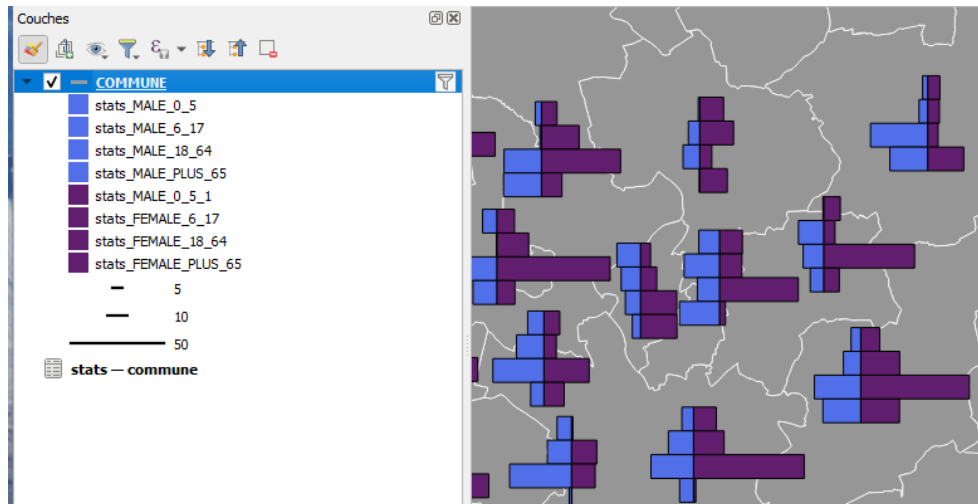 Couches
COMMUNE
stats_MALE_0_5
stats_MALE_6_17
stats_MALE_18_64
stats_MALE_PLUS_65
stats_MALE_0_5_1
stats_FEMALE_6_17
stats_FEMALE_18_64
stats_FEMALE_PLUS_65
5
10
50
stats — commune